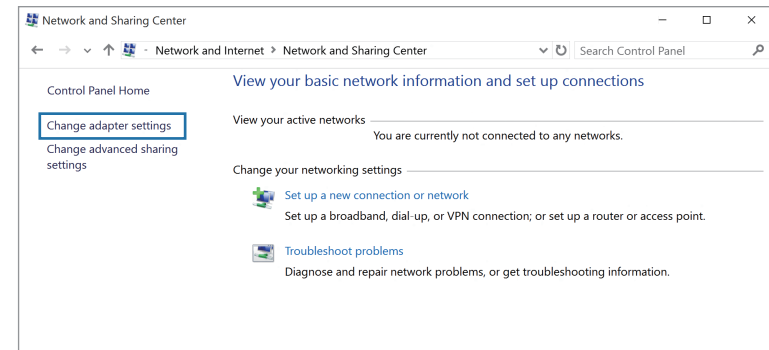 Network and Sharing Center
Network and Internet > Network and Sharing Center
Search Control Panel
Control Panel Home
Change adapter settings
Change advanced sharing
settings
View your basic network information and set up connections
View your active networks
You are currently not connected to any networks.
Change your networking settings
Set up a new connection or network
Set up a broadband, dial-up, or VPN connection; or set up a router or access point.
Troubleshoot problems
Diagnose and repair network problems, or get troubleshooting information.